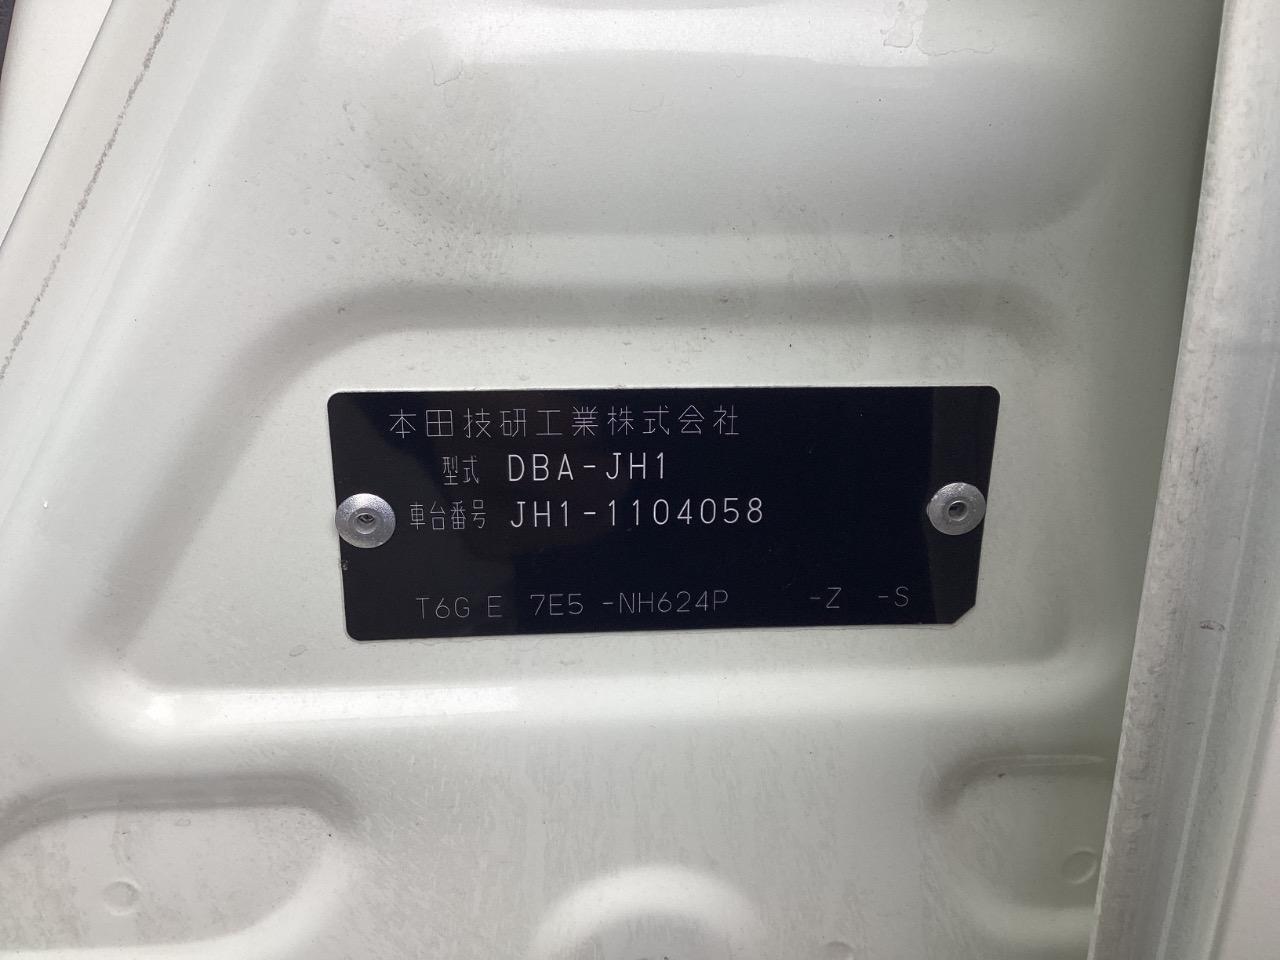 本田技研工業株式会社
型式 DBA-JH1
車台番号 JH1-1104058
T6G E 7E5 -NH624P -Z -S